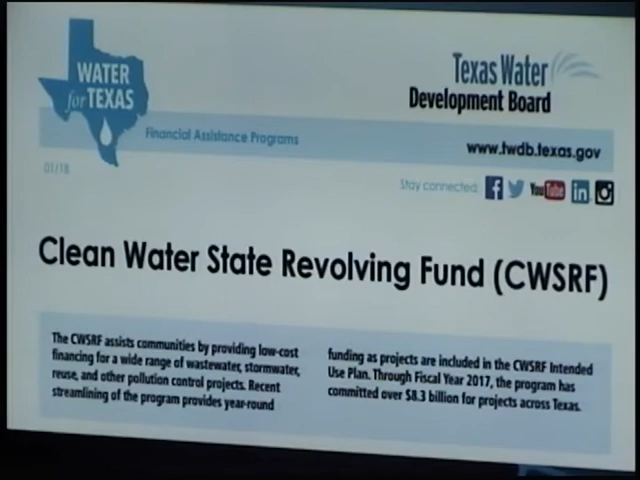 WATER
for TEXAS
Texas Water
Development Board
Financial Assistance Programs
www.twdb.texas.gov
01/18
Stay connected:
You Tube
in
Clean Water State Revolving Fund (CWSRF)
The CWSRF assists communities by providing low-cost
financing for a wide range of wastewater, stormwater,
reuse, and other pollution control projects. Recent
streamlining of the program provides year-round
funding as projects are included in the CWSRF Intended
Use Plan. Through Fiscal Year 2017, the program has
committed over $8.3 billion for projects across Texas.